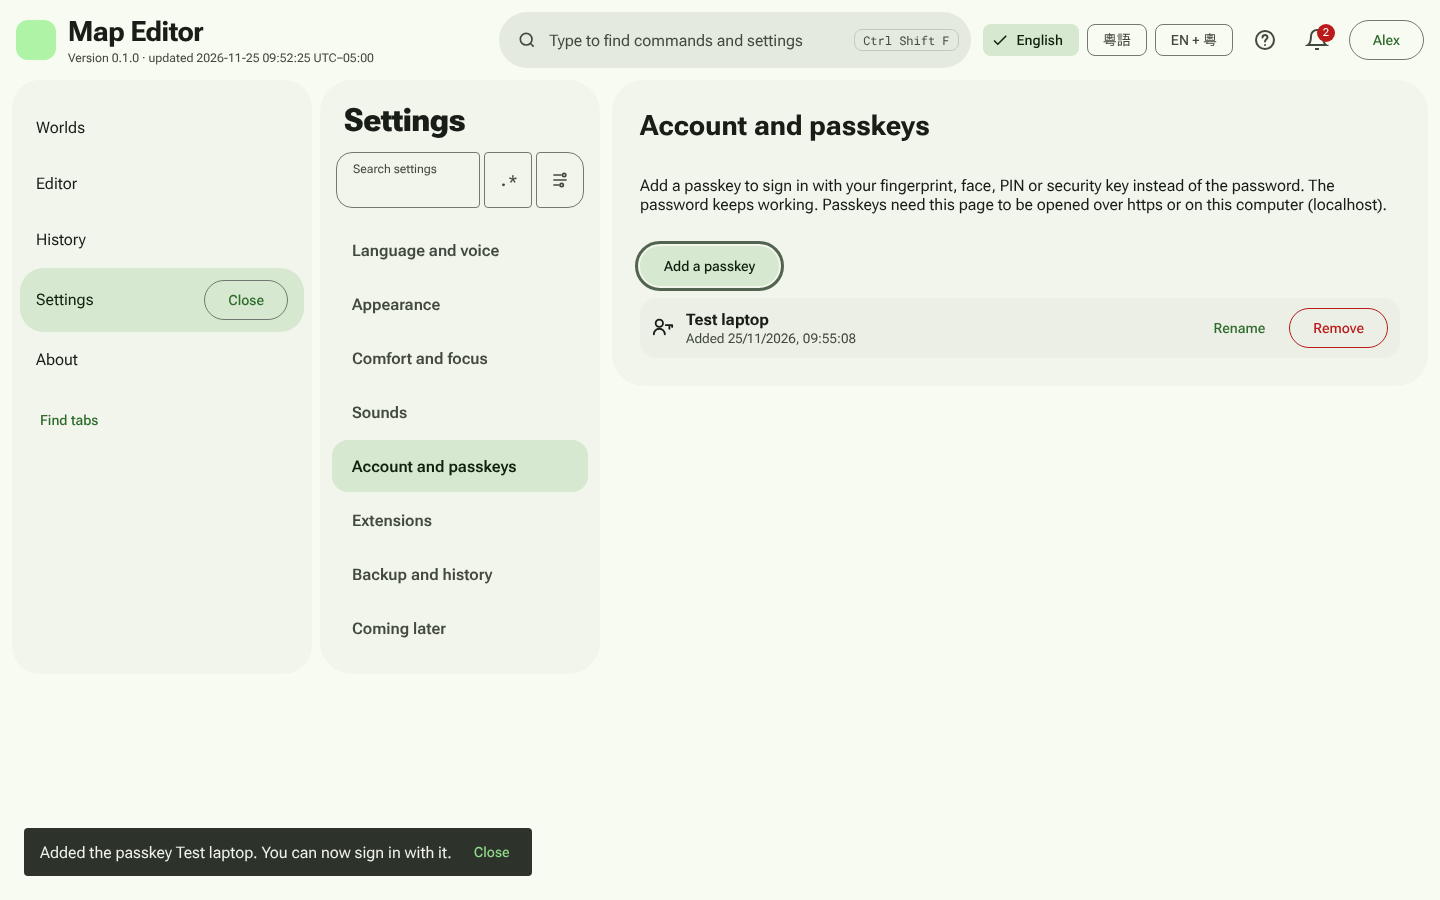 Map Editor
Version 0.1.0 · updated 2026-11-25 09:52:25 UTC−05:00
Type to find commands and settings
Ctrl Shift F
English
粵語
EN + 粵
2
Alex
Worlds
Editor
History
Settings
Close
About
Find tabs
Settings
Search settings
.*
Language and voice
Appearance
Comfort and focus
Sounds
Account and passkeys
Extensions
Backup and history
Coming later
Account and passkeys
Add a passkey to sign in with your fingerprint, face, PIN or security key instead of the password. The
password keeps working. Passkeys need this page to be opened over https or on this computer (localhost).
Add a passkey
Test laptop
Added 25/11/2026, 09:55:08
Rename
Remove
Added the passkey Test laptop. You can now sign in with it.
Close